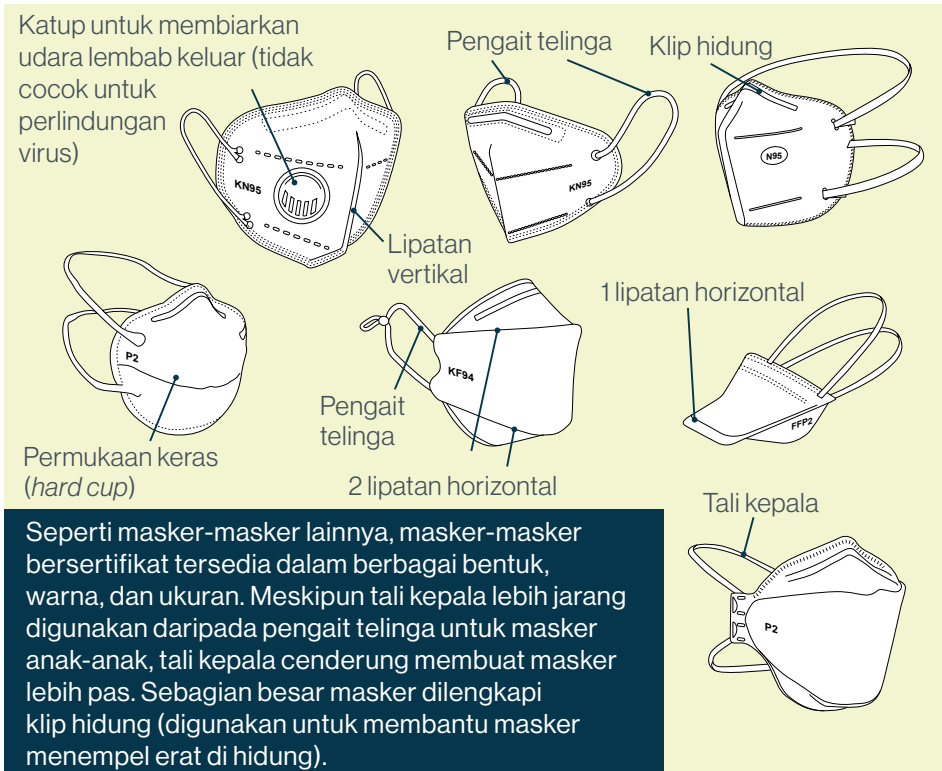 Katup untuk membiarkan
udara lembab keluar (tidak
cocok untuk
perlindungan
virus)
Pengait telinga
Klip hidung
KN95
KN95
N95
Lipatan
vertikal
1 lipatan horizontal
P2
KF94
FFP2
Pengait
telinga
Permukaan keras
(hard cup)
2 lipatan horizontal
Tali kepala
P2
Seperti masker-masker lainnya, masker-masker
bersertifikat tersedia dalam berbagai bentuk,
warna, dan ukuran. Meskipun tali kepala lebih jarang
digunakan daripada pengait telinga untuk masker
anak-anak, tali kepala cenderung membuat masker
lebih pas. Sebagian besar masker dilengkapi
klip hidung (digunakan untuk membantu masker
menempel erat di hidung).